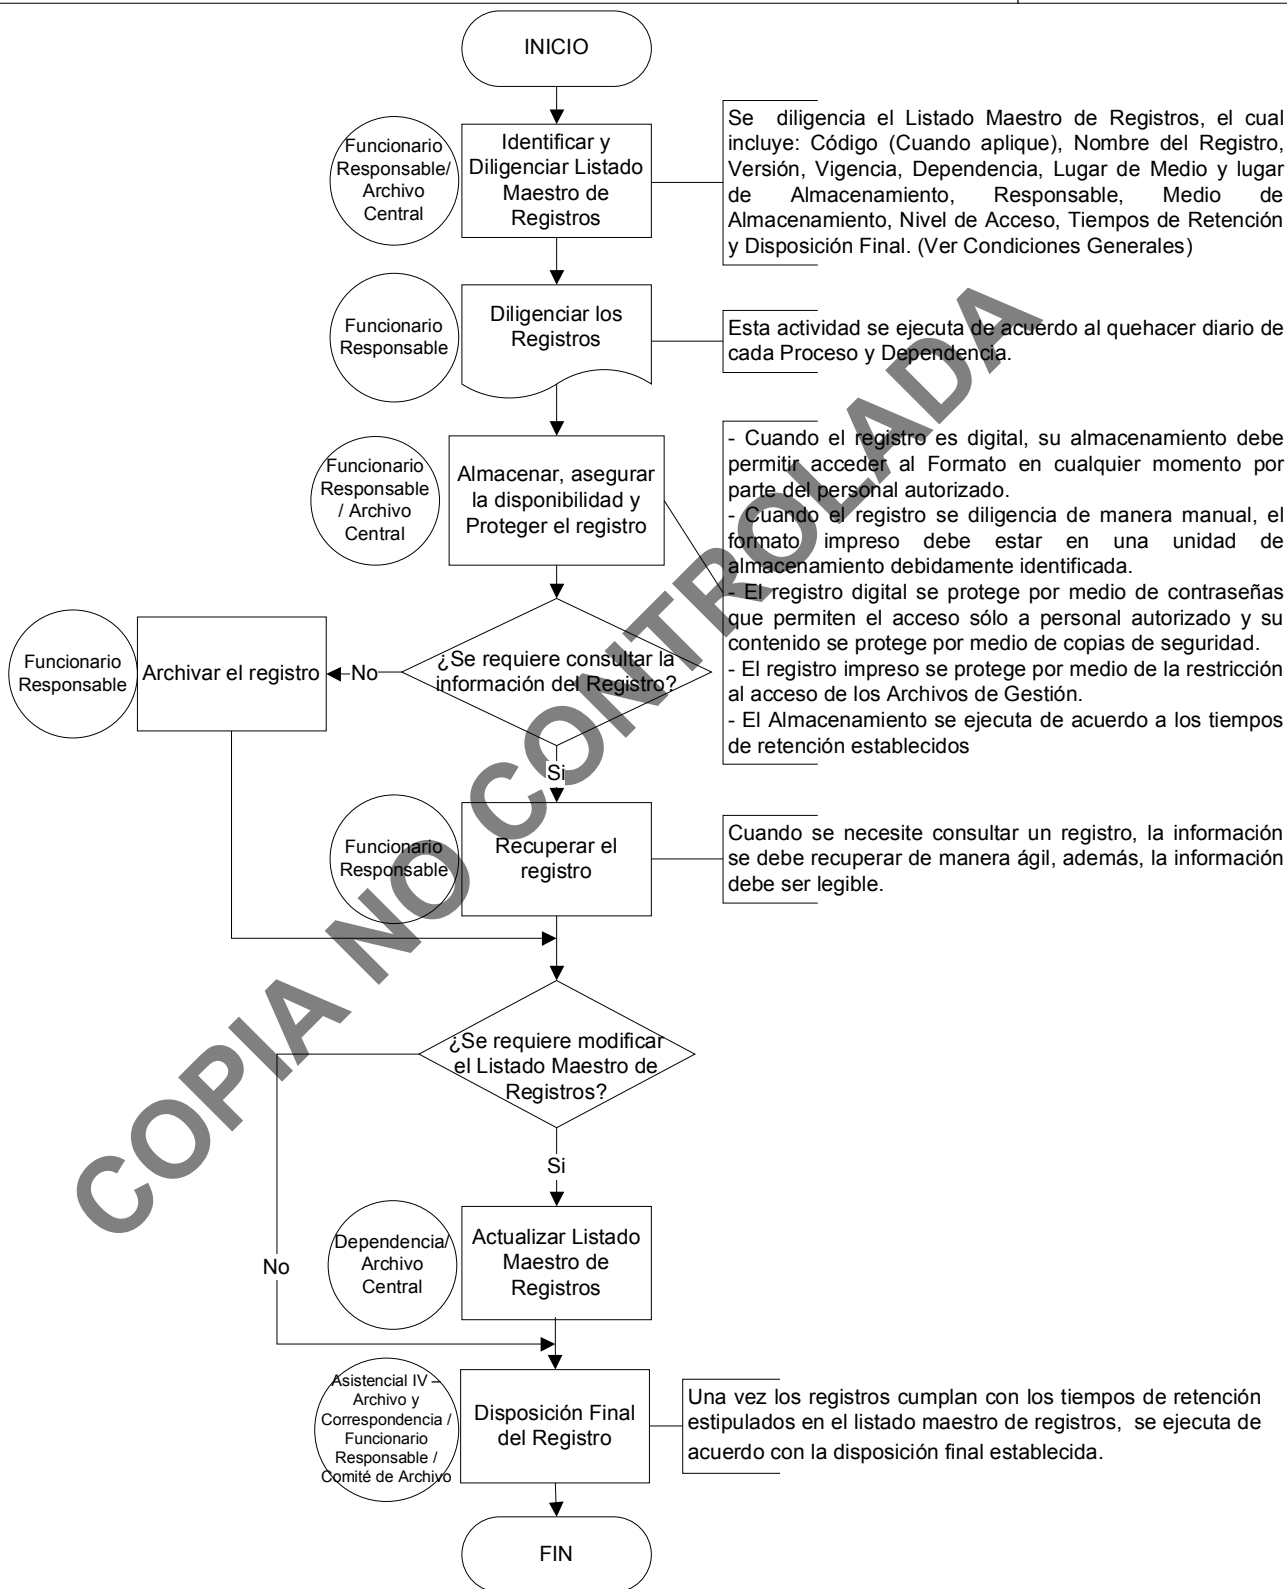 INICIO
Funcionario
Responsable/
Archivo
Central
Identificar y
Diligenciar Listado
Maestro de
Registros
Se diligencia el Listado Maestro de Registros, el cual
incluye: Código (Cuando aplique), Nombre del Registro,
Versión, Vigencia, Dependencia, Lugar de Medio y lugar
de Almacenamiento, Responsable, Medio de
Almacenamiento, Nivel de Acceso, Tiempos de Retención
y Disposición Final. (Ver Condiciones Generales)
Funcionario
Responsable
Diligenciar los
Registros
Esta actividad se ejecuta de acuerdo al quehacer diario de
cada Proceso y Dependencia.
Funcionario
Responsable
/ Archivo
Central
Almacenar, asegurar
la disponibilidad y
Proteger el registro
- Cuando el registro es digital, su almacenamiento debe
permitir acceder al Formato en cualquier momento por
parte del personal autorizado.
- Cuando el registro se diligencia de manera manual, el
formato impreso debe estar en una unidad de
almacenamiento debidamente identificada.
- El registro digital se protege por medio de contraseñas
que permiten el acceso sólo a personal autorizado y su
contenido se protege por medio de copias de seguridad.
- El registro impreso se protege por medio de la restricción
al acceso de los Archivos de Gestión.
- El Almacenamiento se ejecuta de acuerdo a los tiempos
de retención establecidos
Funcionario
Responsable
Archivar el registro
No
¿Se requiere consultar la
información del Registro?
Si
Funcionario
Responsable
Recuperar el
registro
Cuando se necesite consultar un registro, la información
se debe recuperar de manera ágil, además, la información
debe ser legible.
¿Se requiere modificar
el Listado Maestro de
Registros?
Si
No
Dependencia/
Archivo
Central
Actualizar Listado
Maestro de
Registros
Asistencial IV –
Archivo y
Correspondencia /
Funcionario
Responsable /
Comité de Archivo
Disposición Final
del Registro
Una vez los registros cumplan con los tiempos de retención
estipulados en el listado maestro de registros, se ejecuta de
acuerdo con la disposición final establecida.
FIN
COPIA NO CONTROLADA